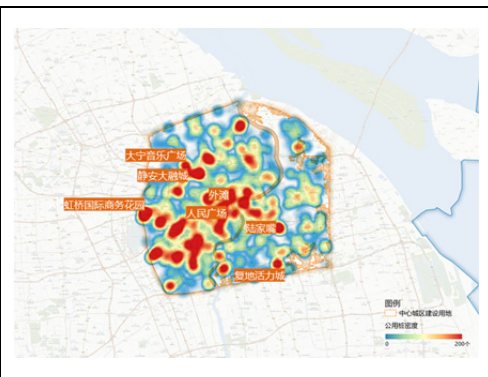 大宁音乐广场
静安大融城
外滩
虹桥国际商务花园
人民广场
陆家嘴
复地活力城
图例
中心城区建设用地
公用桩密度
0
200个